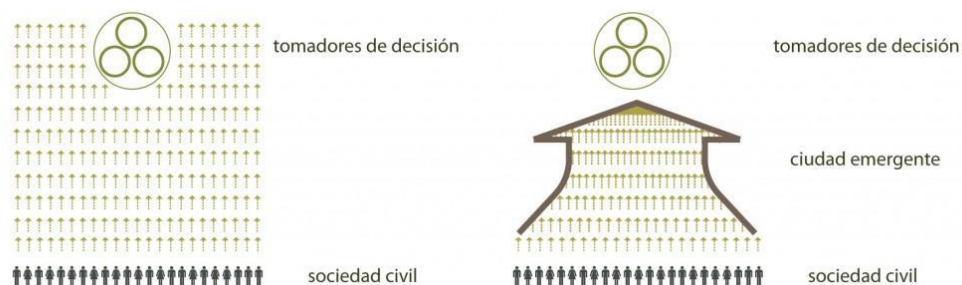 tomadores de decisión
tomadores de decisión
ciudad emergente
sociedad civil
sociedad civil